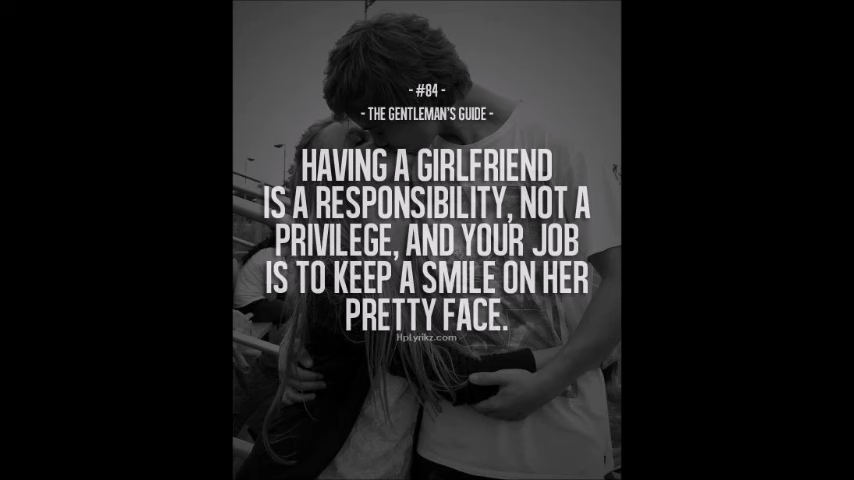 - #84 -
- THE GENTLEMAN'S GUIDE -
HAVING A GIRLFRIEND
IS A RESPONSIBILITY, NOT A
PRIVILEGE, AND YOUR JOB
IS TO KEEP A SMILE ON HER
PRETTY FACE.
HpLyrikz.com